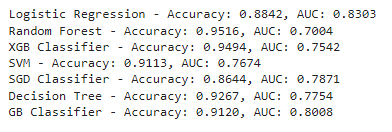 Logistic Regression - Accuracy: 0.8842, AUC: 0.8303
Random Forest - Accuracy: 0.9516, AUC: 0.7004
XGB Classifier - Accuracy: 0.9494, AUC: 0.7542
SVM - Accuracy: 0.9113, AUC: 0.7674
SGD Classifier - Accuracy: 0.8644, AUC: 0.7871
Decision Tree - Accuracy: 0.9267, AUC: 0.7754
GB Classifier - Accuracy: 0.9120, AUC: 0.8008